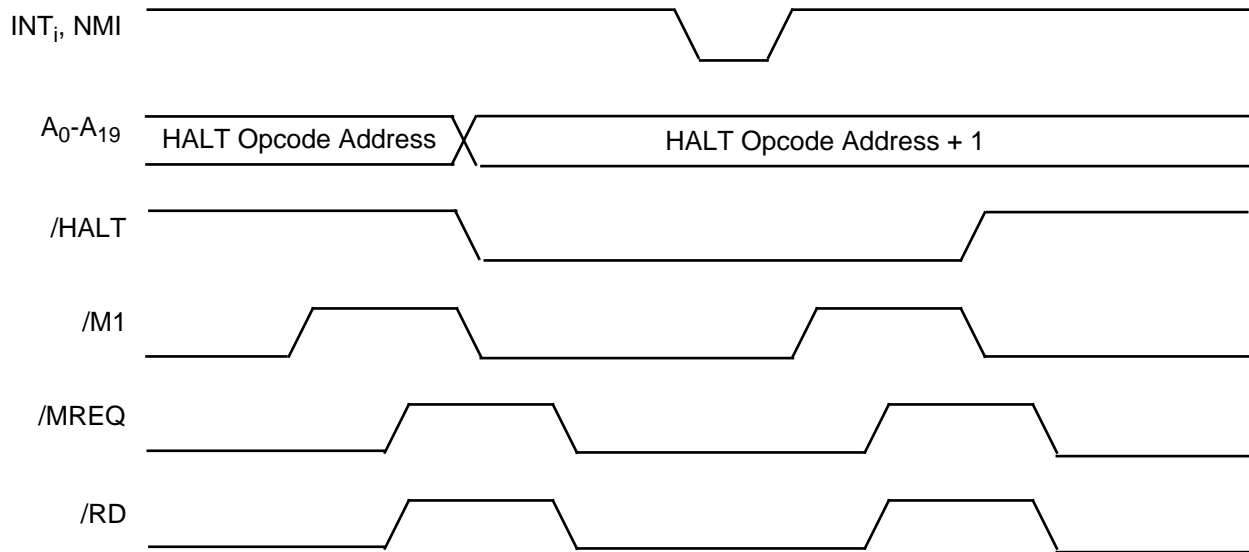 INTi, NMI
A0-A19
HALT Opcode Address
HALT Opcode Address + 1
/HALT
/M1
/MREQ
/RD